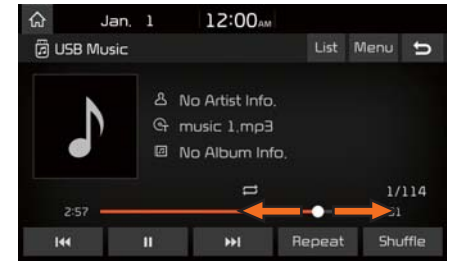 Jan. 1 12:00AM
USB Music List Menu
No Artist Info.
music 1.mp3
No Album Info.
1/114
2:57
Repeat Shuffle